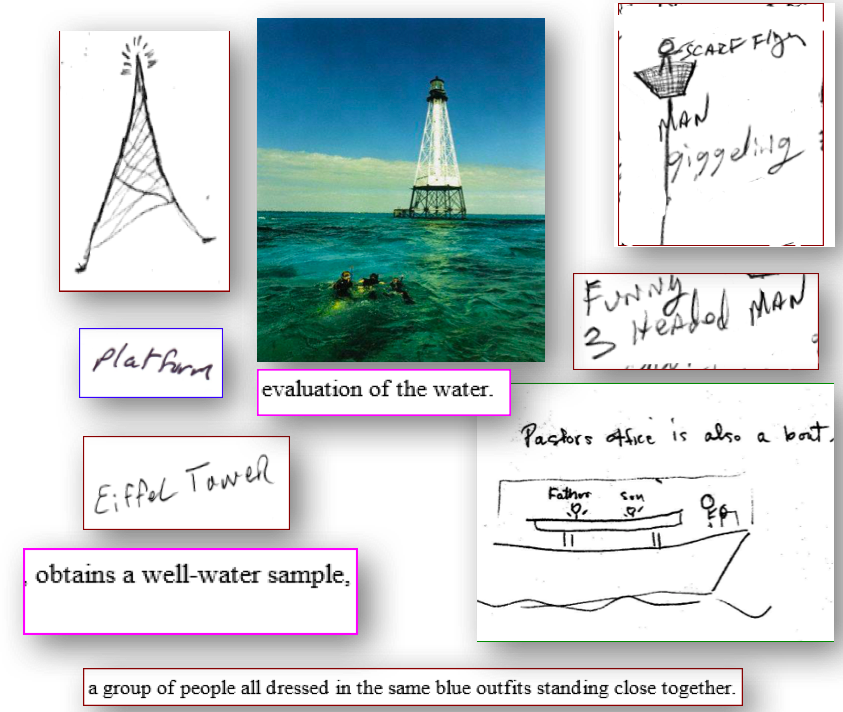 SCARF Flyer
MAN
giggeling
FUNNY
3 HeAded MAN
platform
evaluation of the water.
Pastors office is also a boat.
Father Son
Eiffel Tower
, obtains a well-water sample,
a group of people all dressed in the same blue outfits standing close together.